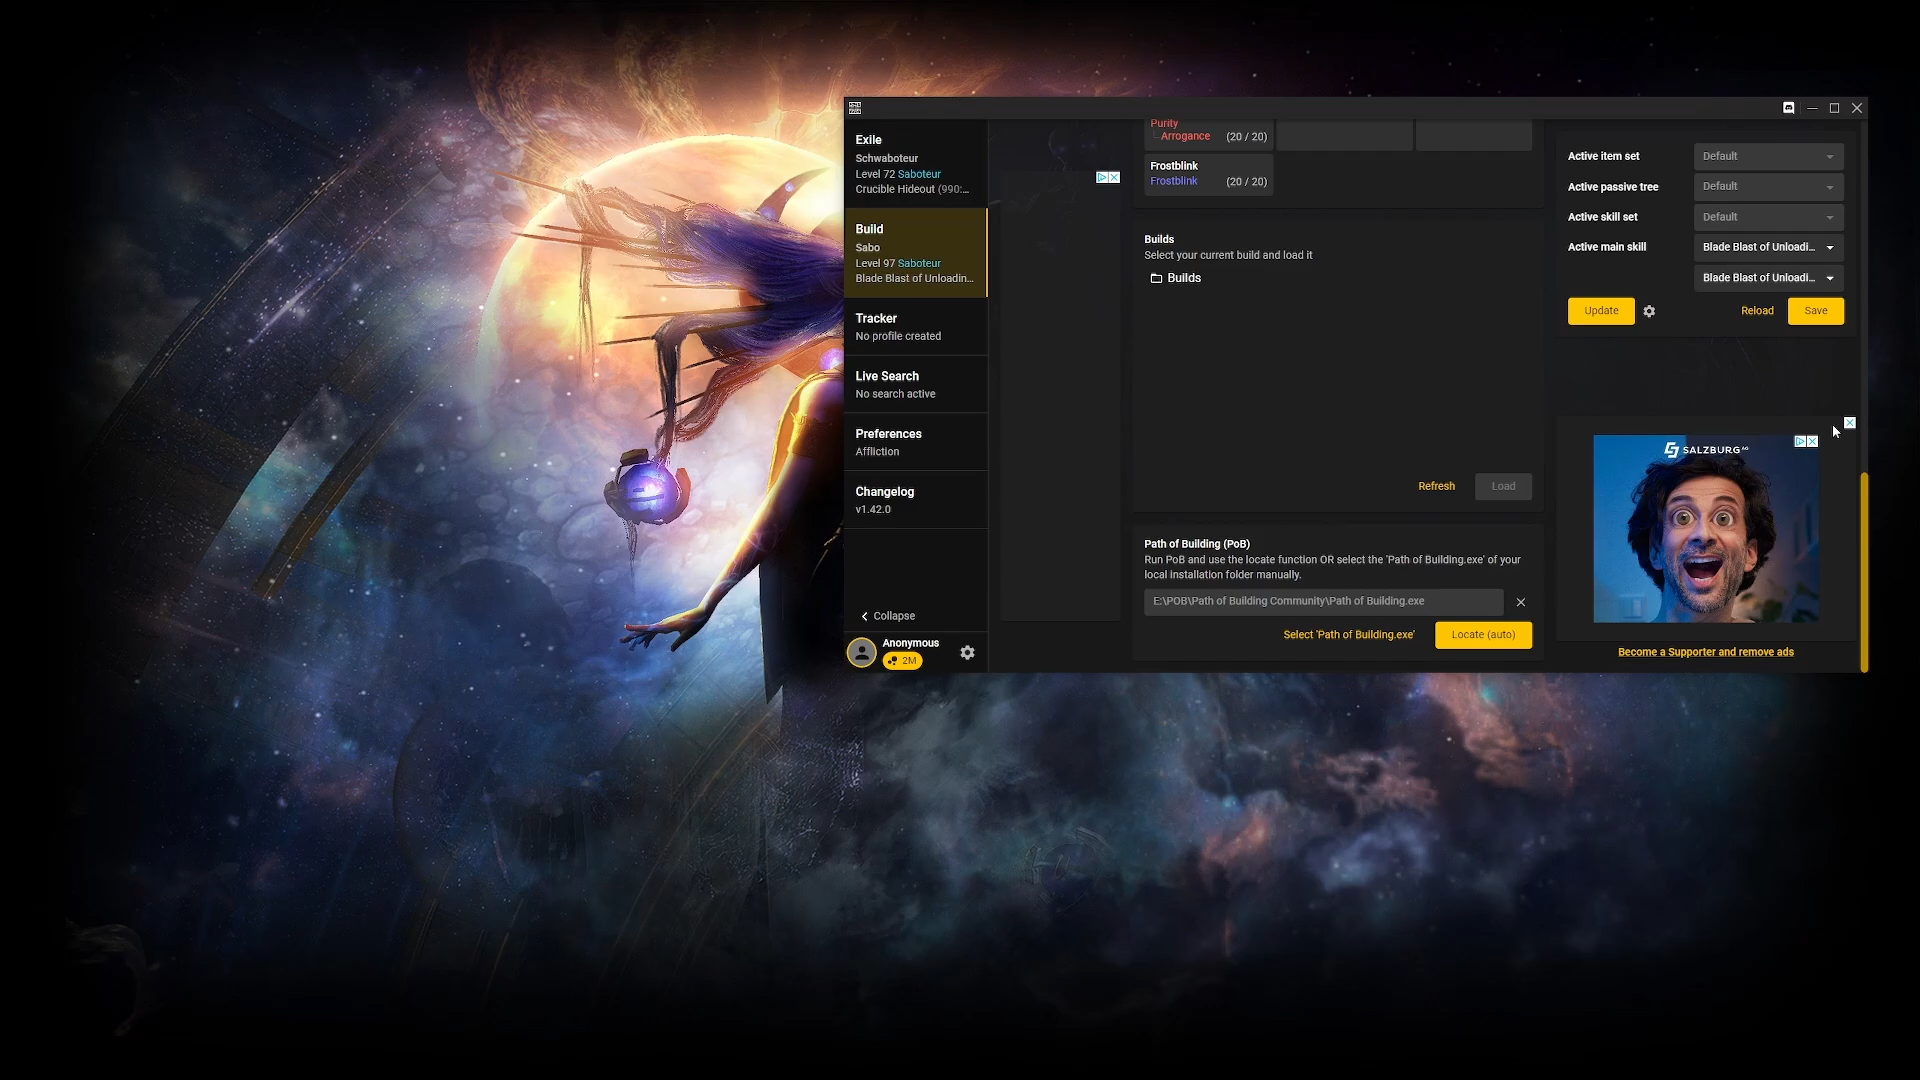 Exile
Schwaboteur
Level 72 Saboteur
Crucible Hideout (990:...
Build
Sabo
Level 97 Saboteur
Blade Blast of Unloadin...
Tracker
No profile created
Live Search
No search active
Preferences
Affliction
Changelog
v1.42.0
Collapse
Anonymous
2M
Purity
Arrogance (20 / 20)
Frostblink
Frostblink (20 / 20)
Builds
Select your current build and load it
Builds
Refresh
Load
Path of Building (PoB)
Run PoB and use the locate function OR select the 'Path of Building.exe' of your
local installation folder manually.
E:\POB\Path of Building Community\Path of Building.exe
Select 'Path of Building.exe'
Locate (auto)
Active item set Default
Active passive tree Default
Active skill set Default
Active main skill Blade Blast of Unloadi...
Blade Blast of Unloadi...
Update
Reload
Save
SALZBURG AG
Become a Supporter and remove ads